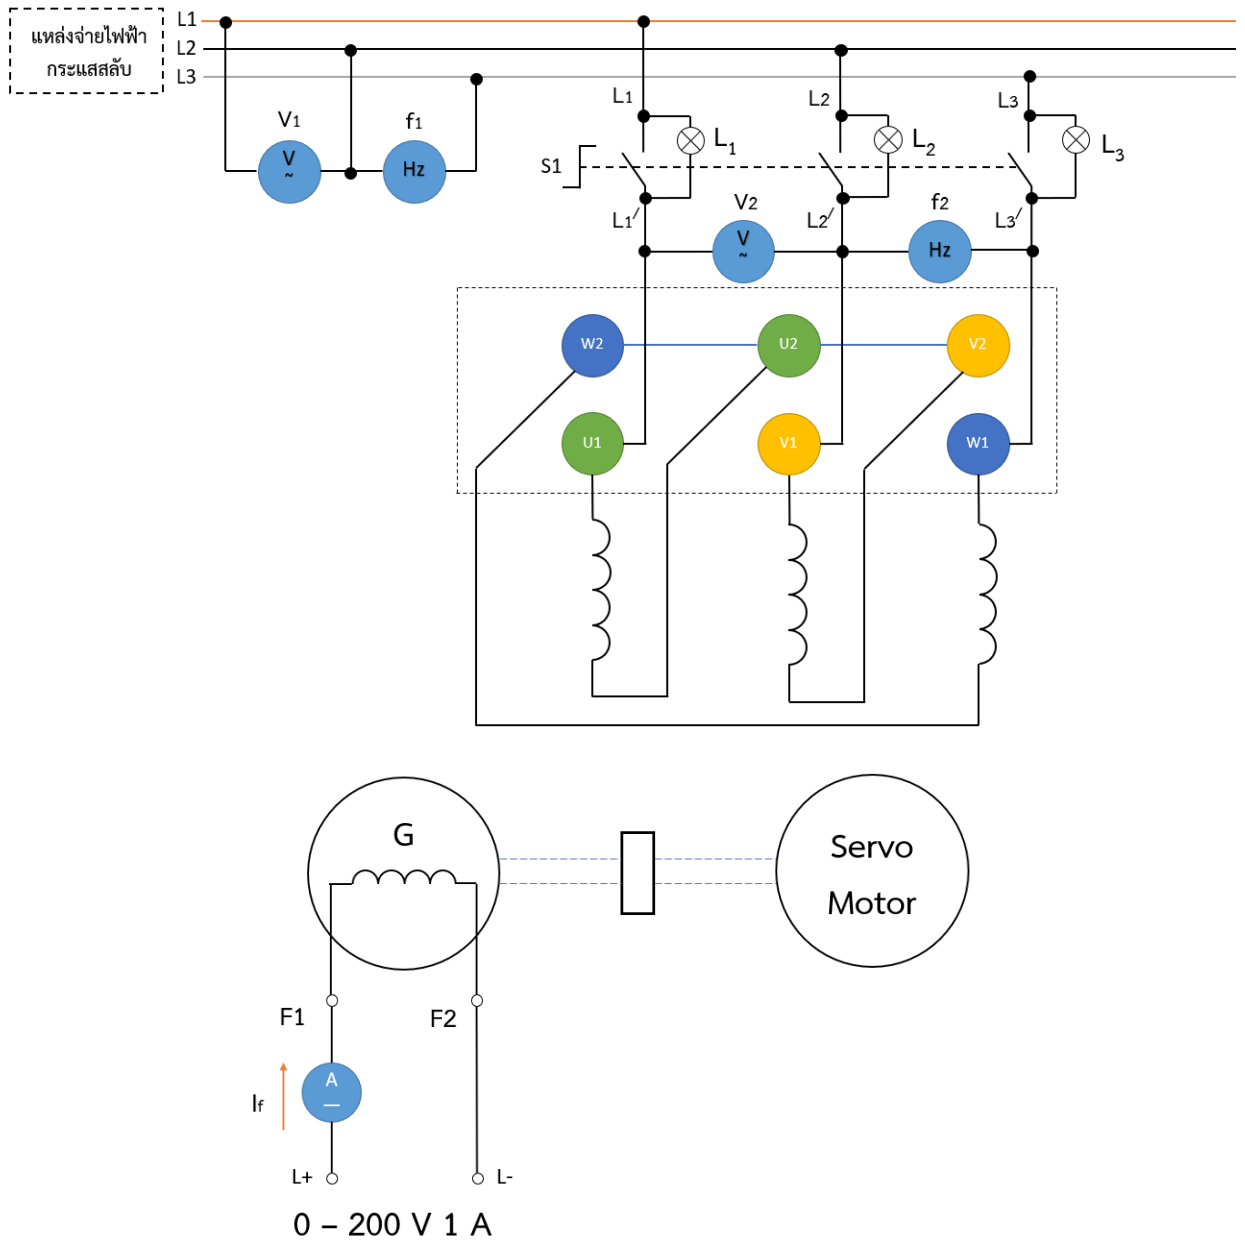 แหล่งจ่ายไฟฟ้า
กระแสสลับ
L1
L2
L3
V1
f1
V
~
Hz
L1
L2
L3
L1
L2
L3
S1
L1′
V2
L2′
f2
L3′
V
~
Hz
W2
U2
V2
U1
V1
W1
G
Servo
Motor
F1
F2
A
If
L+
L-
0 – 200 V 1 A